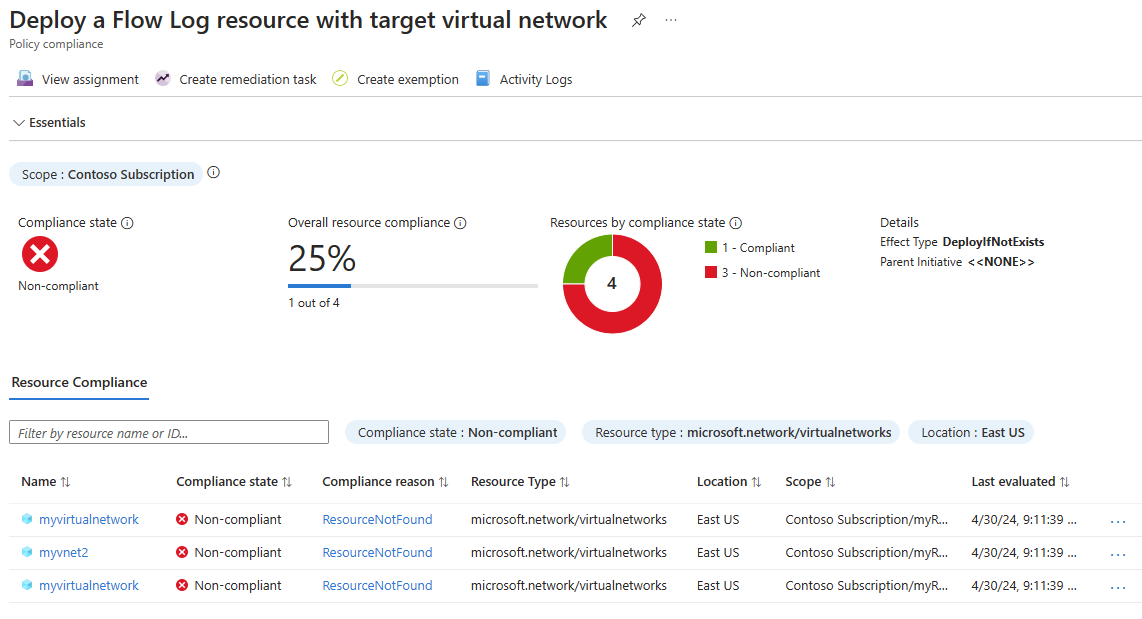 Deploy a Flow Log resource with target virtual network
Policy compliance
View assignment Create remediation task Create exemption Activity Logs
Essentials
Scope : Contoso Subscription
Compliance state Overall resource compliance Resources by compliance state Details
25% 1 - Compliant Effect Type DeployIfNotExists
4 3 - Non-compliant Parent Initiative <<NONE>>
Non-compliant 1 out of 4
Resource Compliance
Filter by resource name or ID... Compliance state : Non-compliant Resource type : microsoft.network/virtualnetworks Location : East US
Name Compliance state Compliance reason Resource Type Location Scope Last evaluated
myvirtualnetwork Non-compliant ResourceNotFound microsoft.network/virtualnetworks East US Contoso Subscription/myR... 4/30/24, 9:11:39 ...
myvnet2 Non-compliant ResourceNotFound microsoft.network/virtualnetworks East US Contoso Subscription/myR... 4/30/24, 9:11:39 ...
myvirtualnetwork Non-compliant ResourceNotFound microsoft.network/virtualnetworks East US Contoso Subscription/myR... 4/30/24, 9:11:39 ...